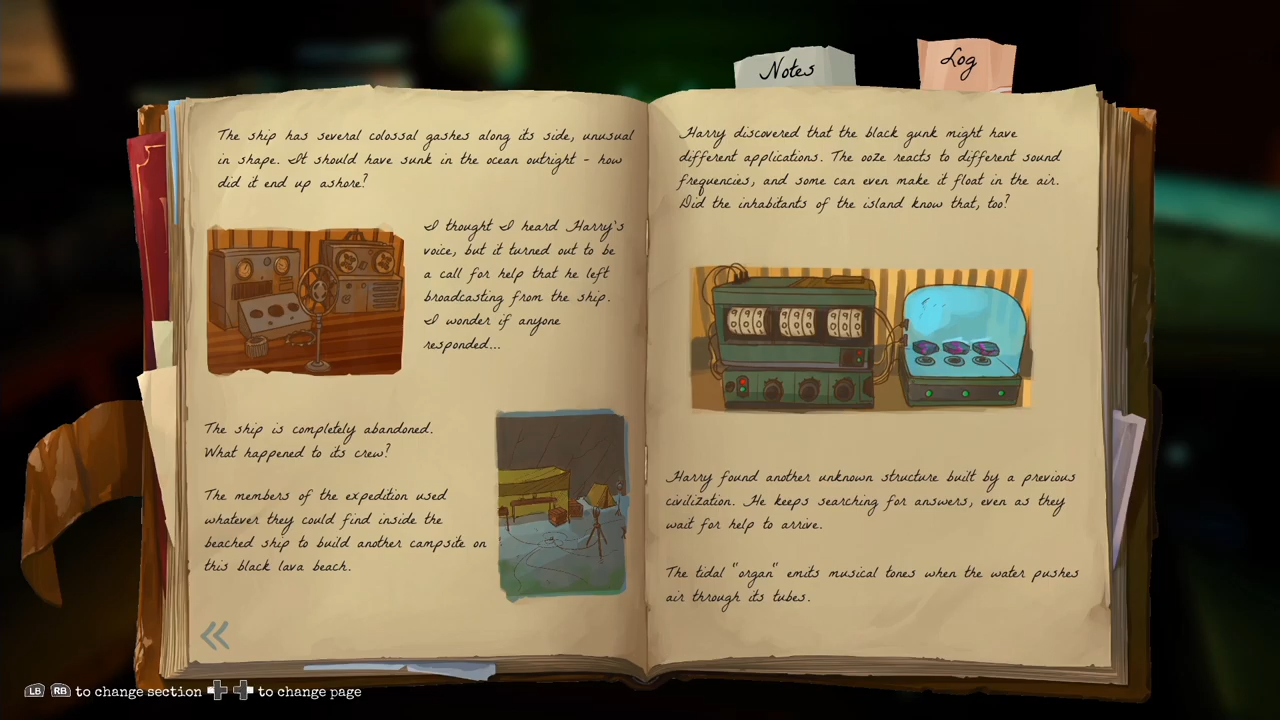 Notes
Log
The ship has several colossal gashes along its side, unusual
in shape. It should have sunk in the ocean outright - how
did it end up ashore?
I thought I heard Harry's
voice, but it turned out to be
a call for help that he left
broadcasting from the ship.
I wonder if anyone
responded...
The ship is completely abandoned.
What happened to its crew?
The members of the expedition used
whatever they could find inside the
beached ship to build another campsite on
this black lava beach.
Harry discovered that the black gunk might have
different applications. The ooze reacts to different sound
frequencies, and some can even make it float in the air.
Did the inhabitants of the island know that, too?
Harry found another unknown structure built by a previous
civilization. He keeps searching for answers, even as they
wait for help to arrive.
The tidal "organ" emits musical tones when the water pushes
air through its tubes.
LB RB to change section to change page